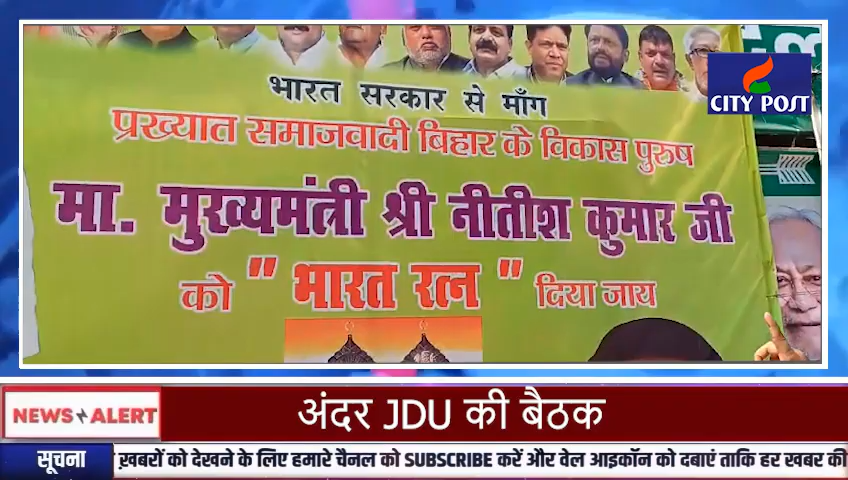 भारत सरकार से माँग
प्रख्यात समाजवादी बिहार के विकास पुरुष
मा. मुख्यमंत्री श्री नीतीश कुमार जी
को " भारत रत्न " दिया जाय
CITY POST
NEWS ALERT
अंदर JDU की बैठक
सूचना
ख़बरों को देखने के लिए हमारे चैनल को SUBSCRIBE करें और वेल आइकॉन को दबाएं ताकि हर खबर की